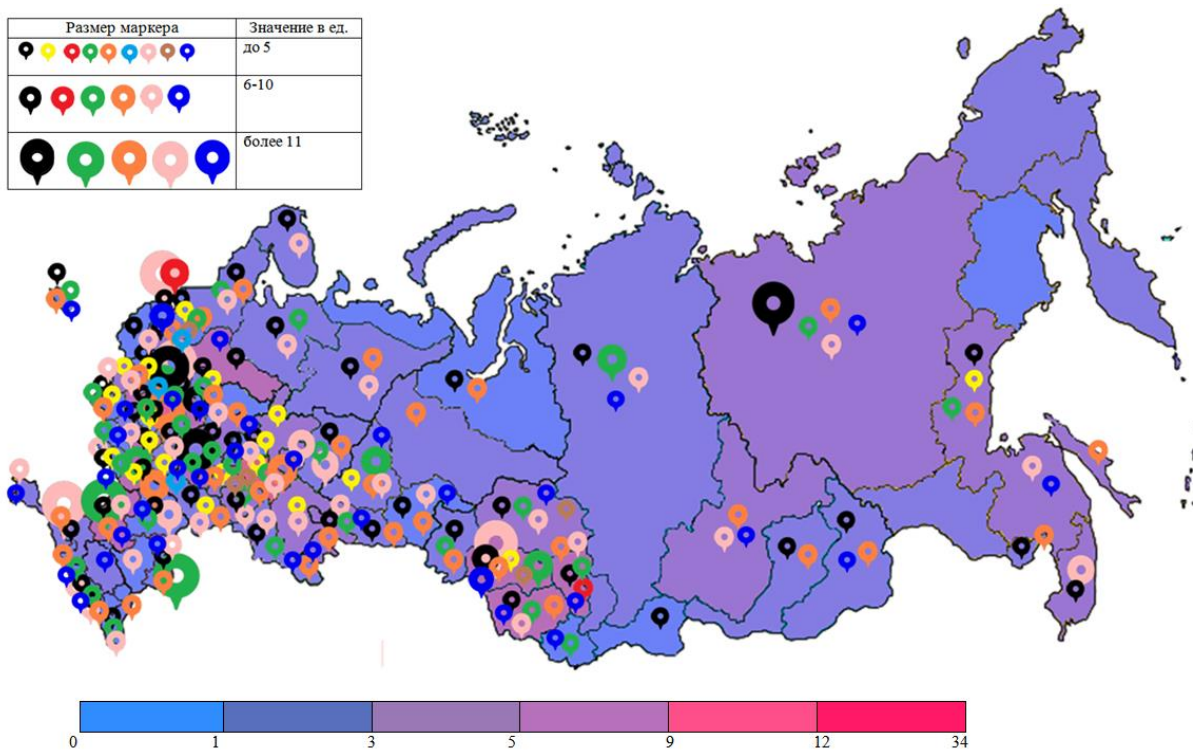 Размер маркера Значение в ед.
до 5
6-10
более 11
0 1 3 5 9 12 34